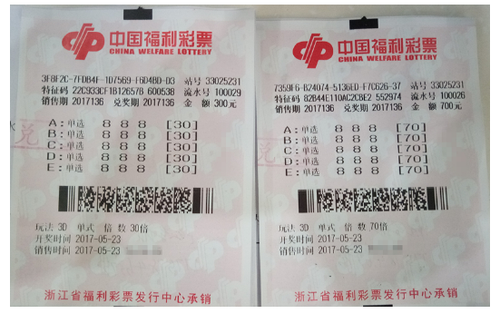 中国福利彩票
CHINA WELFARE LOTTERY
3F8F2C-7FDB4F-1D7569-F6D4BD-03 站号 33025231
特征码 22C933CF1B12657B 600538 流水号 100029
销售期 2017136 兑奖期 2017136 金 额 300元
A:单选 8 8 8 [30]
B:单选 8 8 8 [30]
C:单选 8 8 8 [30]
D:单选 8 8 8 [30]
E:单选 8 8 8 [30]
玩法 3D 单式 倍 数 30倍
开奖时间 2017-05-23
销售时间 2017-05-23
浙江省福利彩票发行中心承销
中国福利彩票
CHINA WELFARE LOTTERY
7359F6-B24074-5136ED-F7C626-37 站号 33025231
特征码 82B44E110AC2CBE2 552974 流水号 100026
销售期 2017136 兑奖期 2017136 金 额 700元
A:单选 8 8 8 [70]
B:单选 8 8 8 [70]
C:单选 8 8 8 [70]
D:单选 8 8 8 [70]
E:单选 8 8 8 [70]
玩法 3D 单式 倍 数 70倍
开奖时间 2017-05-23
销售时间 2017-05-23
浙江省福利彩票发行中心承销